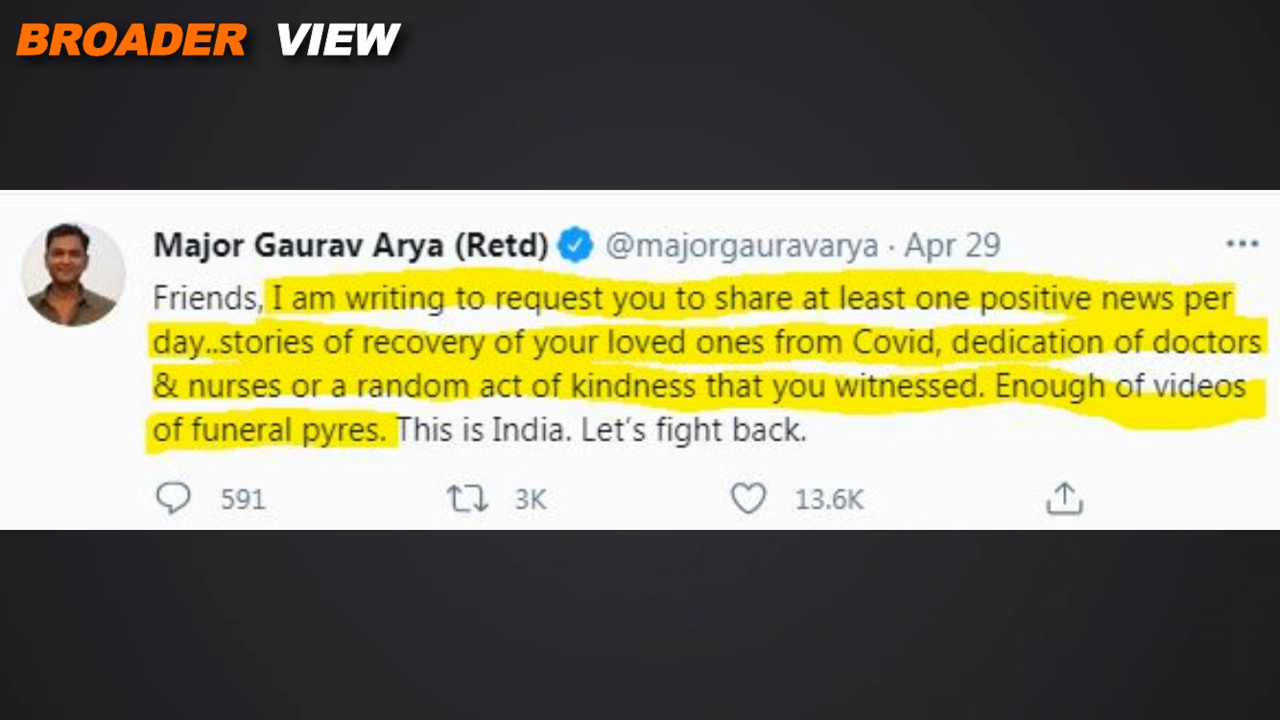 BROADER VIEW
Major Gaurav Arya (Retd) @majorgauravarya · Apr 29
Friends, I am writing to request you to share at least one positive news per
day..stories of recovery of your loved ones from Covid, dedication of doctors
& nurses or a random act of kindness that you witnessed. Enough of videos
of funeral pyres. This is India. Let's fight back.
591 3K 13.6K